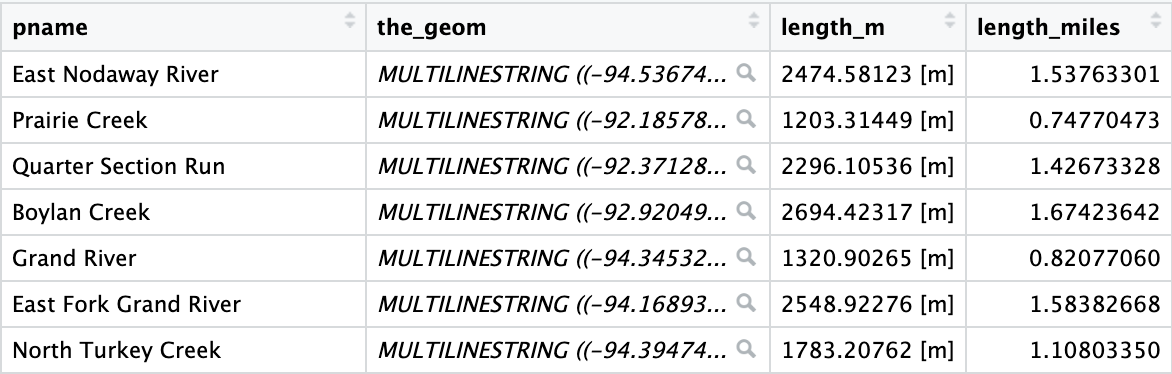 pname the_geom length_m length_miles
East Nodaway River MULTILINESTRING ((-94.53674... 2474.58123 [m] 1.53763301
Prairie Creek MULTILINESTRING ((-92.18578... 1203.31449 [m] 0.74770473
Quarter Section Run MULTILINESTRING ((-92.37128... 2296.10536 [m] 1.42673328
Boylan Creek MULTILINESTRING ((-92.92049... 2694.42317 [m] 1.67423642
Grand River MULTILINESTRING ((-94.34532... 1320.90265 [m] 0.82077060
East Fork Grand River MULTILINESTRING ((-94.16893... 2548.92276 [m] 1.58382668
North Turkey Creek MULTILINESTRING ((-94.39474... 1783.20762 [m] 1.10803350